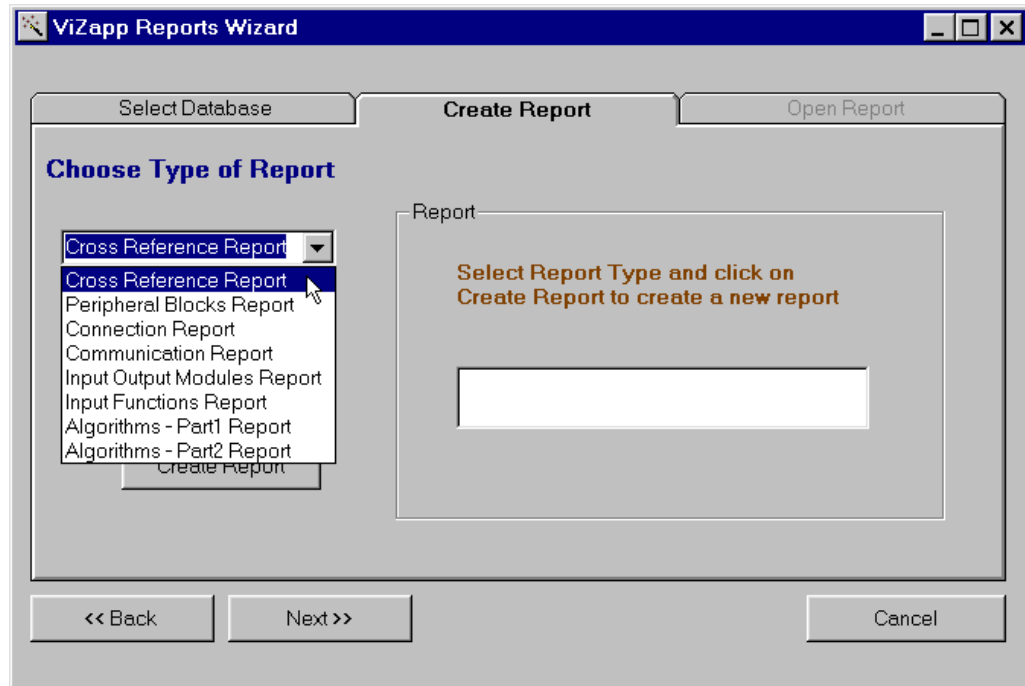 ViZapp Reports Wizard
Select Database
Create Report
Open Report
Choose Type of Report
Cross Reference Report
Cross Reference Report
Peripheral Blocks Report
Connection Report
Communication Report
Input Output Modules Report
Input Functions Report
Algorithms - Part1 Report
Algorithms - Part2 Report
Create Report
Report
Select Report Type and click on
Create Report to create a new report
<< Back
Next >>
Cancel